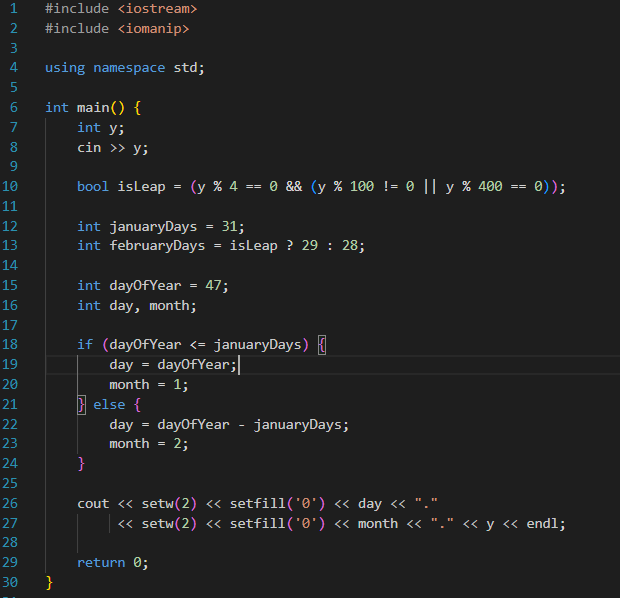 1 #include <iostream>
2 #include <iomanip>
3
4 using namespace std;
5
6 int main() {
7     int y;
8     cin >> y;
9
10     bool isLeap = (y % 4 == 0 && (y % 100 != 0 || y % 400 == 0));
11
12     int januaryDays = 31;
13     int februaryDays = isLeap ? 29 : 28;
14
15     int dayOfYear = 47;
16     int day, month;
17
18     if (dayOfYear <= januaryDays) {
19         day = dayOfYear;
20         month = 1;
21     } else {
22         day = dayOfYear - januaryDays;
23         month = 2;
24     }
25
26     cout << setw(2) << setfill('0') << day << "."
27          << setw(2) << setfill('0') << month << "." << y << endl;
28
29     return 0;
30 }